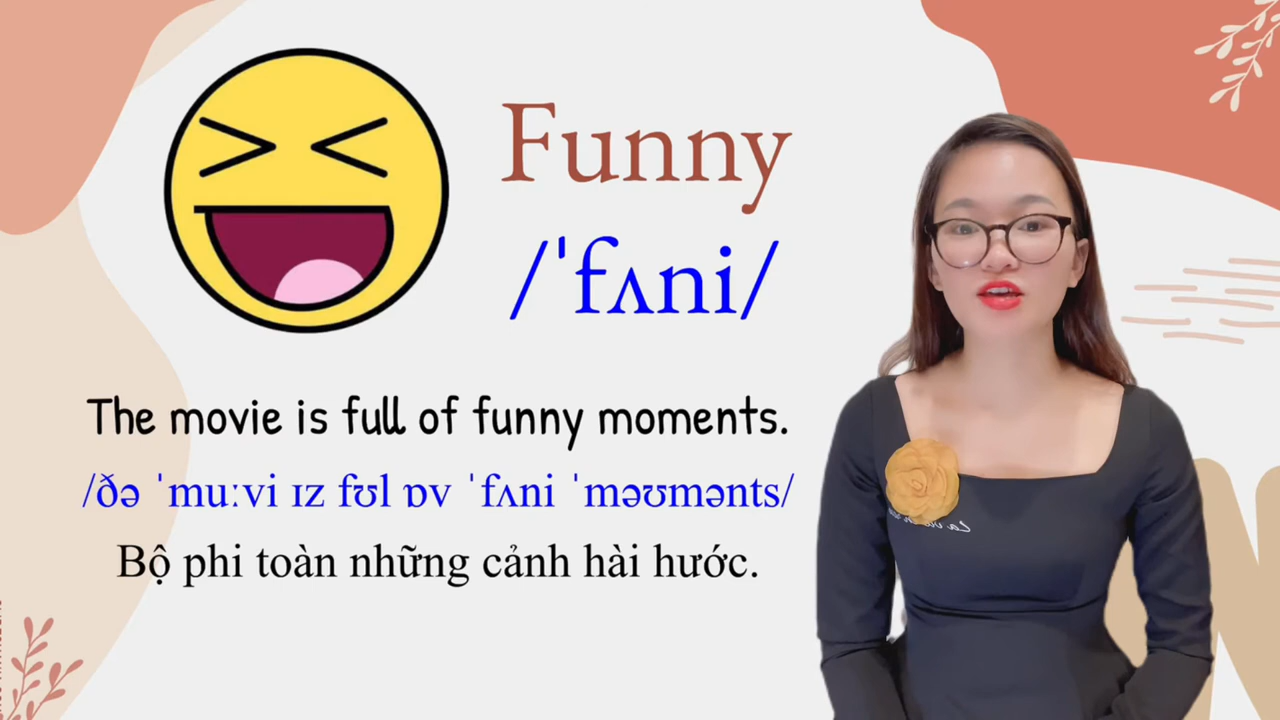 Funny
/ˈfʌni/
The movie is full of funny moments.
/ðə ˈmuːvi ɪz fʊl ɒv ˈfʌni ˈməʊmənts/
Bộ phi toàn những cảnh hài hước.